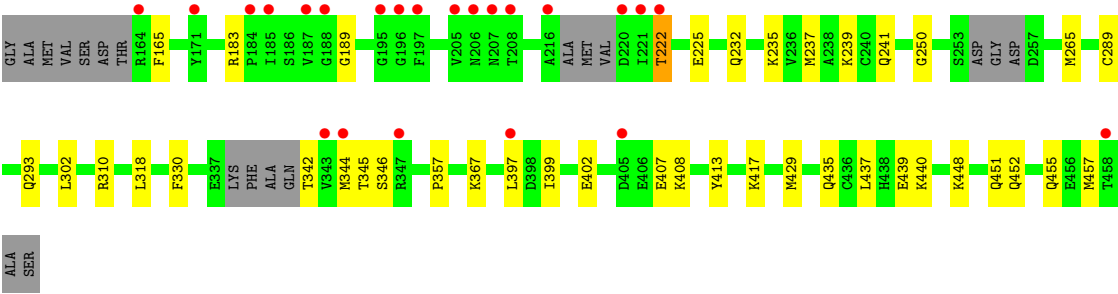 GLY ALA MET VAL SER ASP THR R164 F165 Y171 R183 P184 I185 S186 V187 G188 G189 G195 G196 F197 V205 N206 N207 T208 A216 ALA MET VAL D220 I221 T222 E225 Q232 K235 V236 M237 A238 K239 C240 Q241 G250 S253 ASP GLY ASP D257 M265 C289
Q293 L302 R310 L318 F330 E337 LYS PHE ALA GLN T342 V343 M344 T345 S346 R347 P357 K367 L397 D398 I399 E402 D405 E406 E407 K408 Y413 K417 M429 Q435 C436 L437 H438 E439 K440 K448 Q451 Q452 Q455 E456 M457 T458
ALA SER